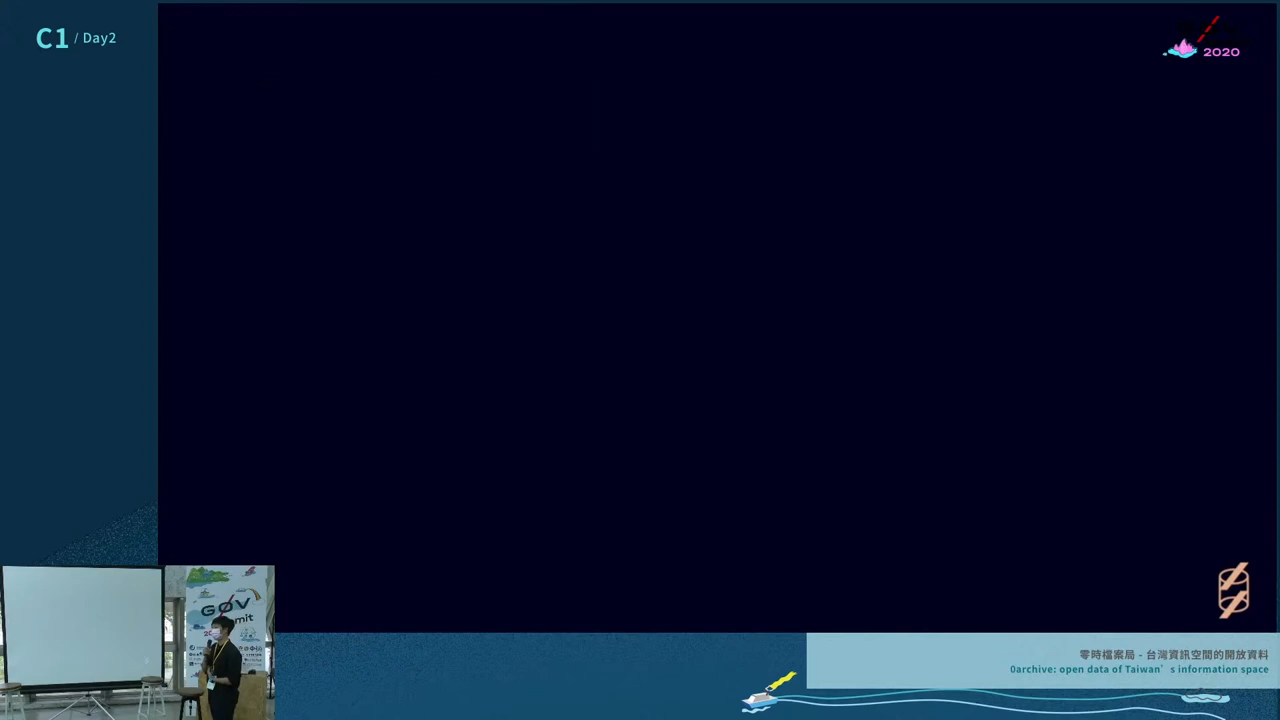 C1 / Day2
2020
GØV
零時檔案局 - 台灣資訊空間的開放資料
0archive: open data of Taiwan's information space